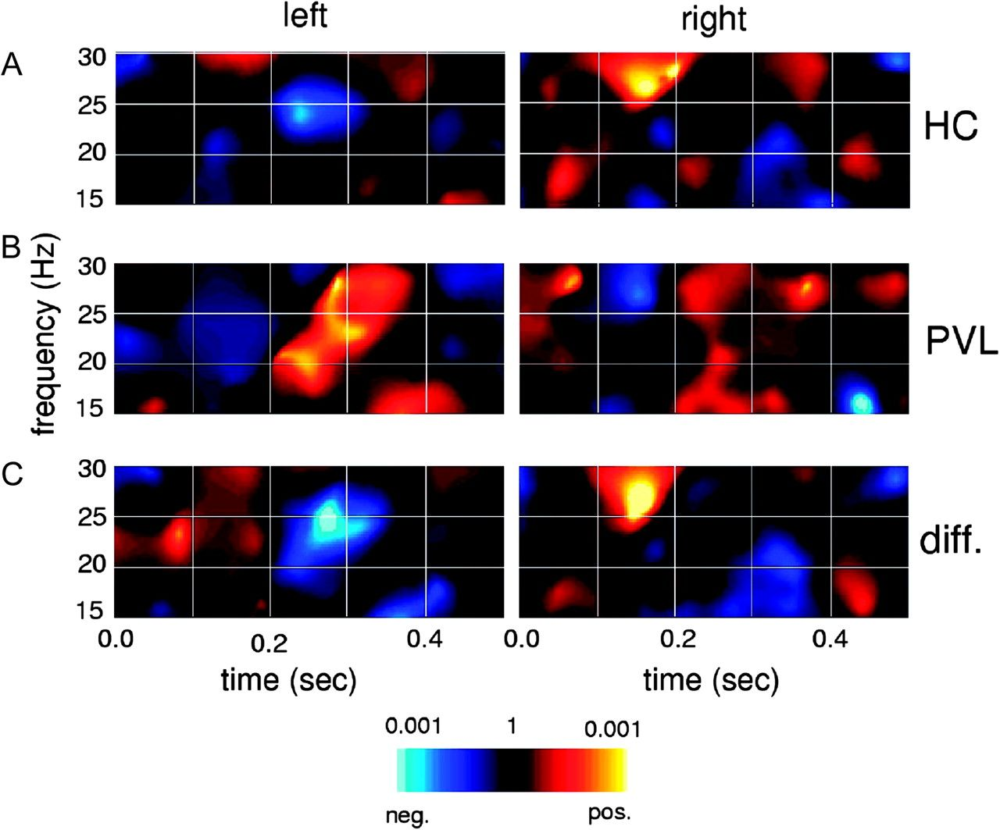 left right
A
30
25
20
15
HC
B
frequency (Hz)
30
25
20
15
PVL
C
30
25
20
15
diff.
0.0 0.2 0.4 0.0 0.2 0.4
time (sec) time (sec)
0.001 1 0.001
neg. pos.